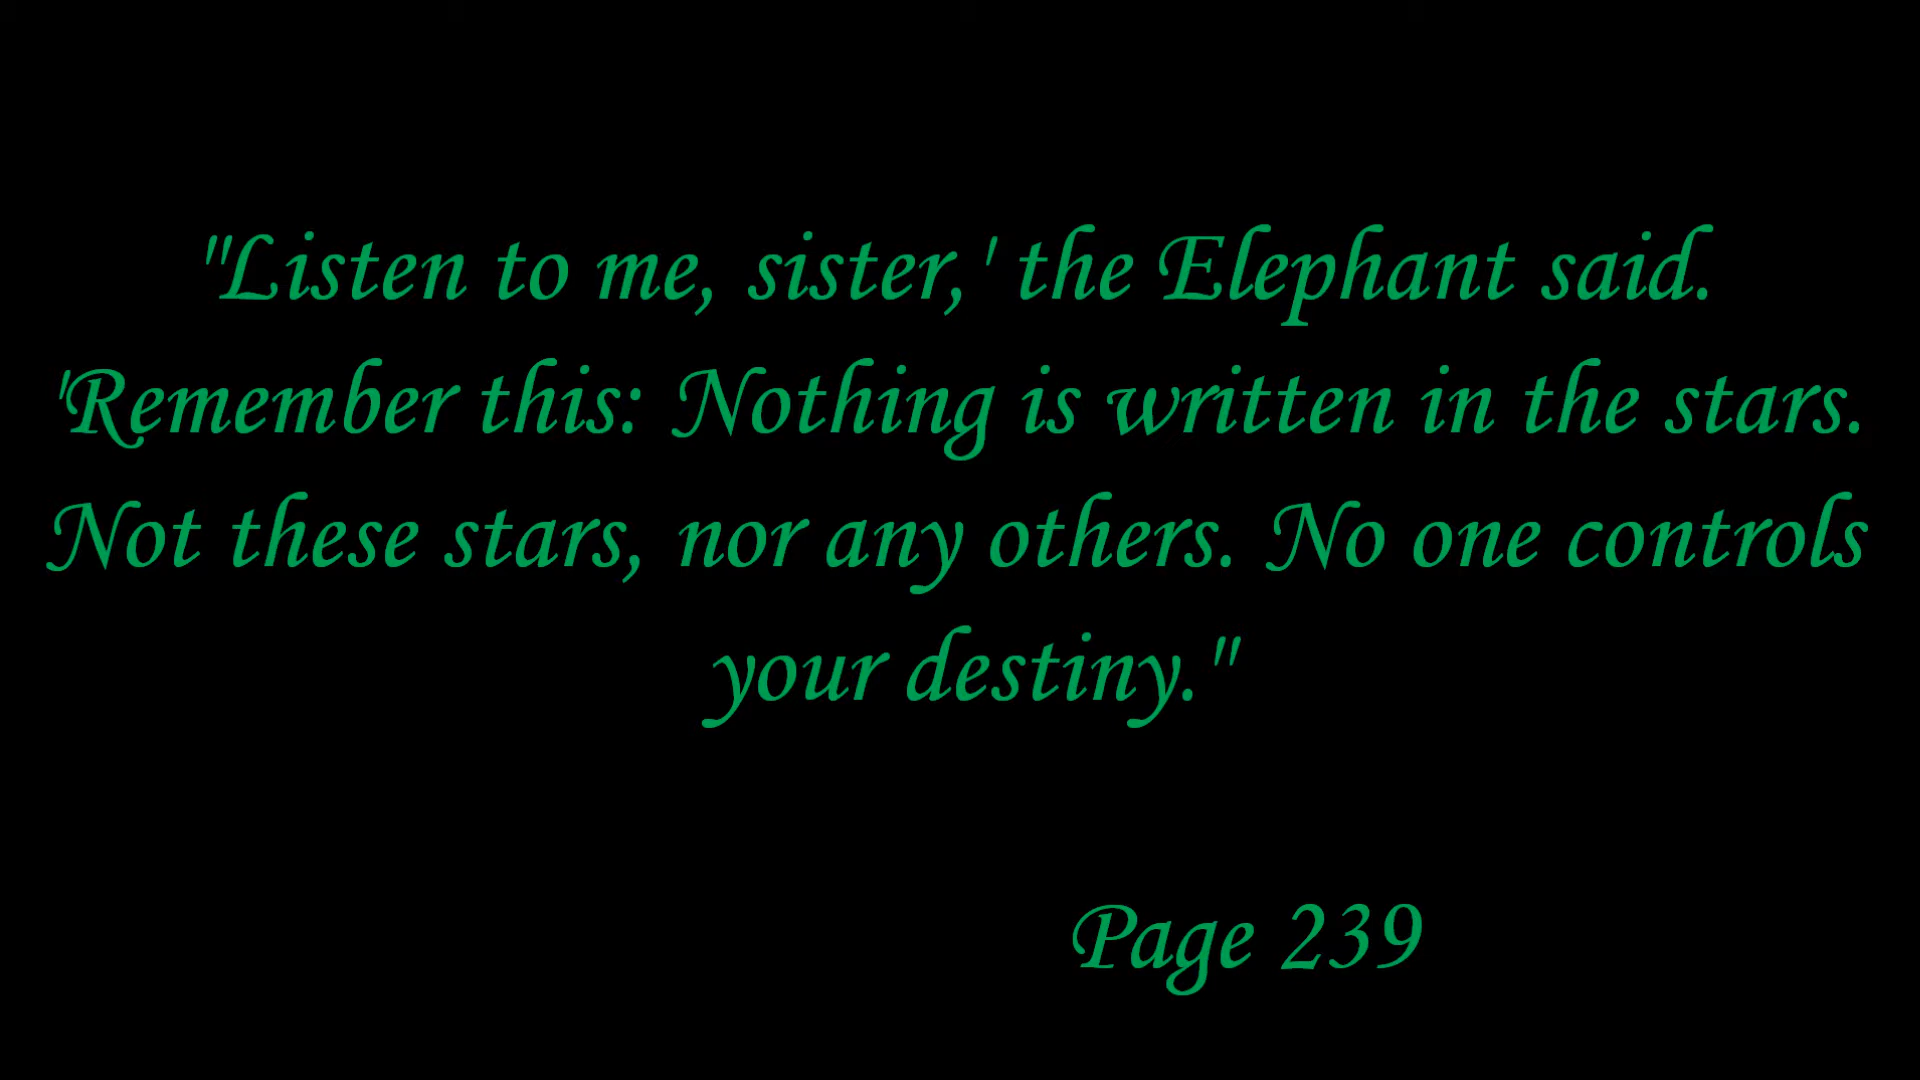 "Listen to me, sister,' the Elephant said.
'Remember this: Nothing is written in the stars.
Not these stars, nor any others. No one controls
your destiny."
Page 239